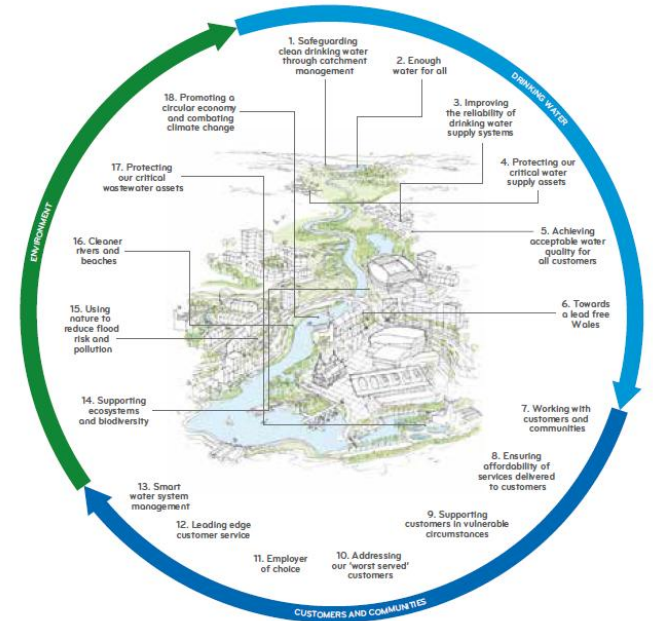 1. Safeguarding
clean drinking water
through catchment
management
2. Enough
water for all
DRINKING WATER
3. Improving
the reliability of
drinking water
supply systems
4. Protecting our
critical water
supply assets
5. Achieving
acceptable water
quality for
all customers
6. Towards
a lead free
Wales
7. Working with
customers and
communities
8. Ensuring
affordability of
services delivered
to customers
9. Supporting
customers in vulnerable
circumstances
10. Addressing
our 'worst served'
customers
CUSTOMERS AND COMMUNITIES
11. Employer
of choice
12. Leading edge
customer service
13. Smart
water system
management
14. Supporting
ecosystems
and biodiversity
15. Using
nature to
reduce flood
risk and
pollution
ENVIRONMENT
16. Cleaner
rivers and
beaches
17. Protecting
our critical
wastewater assets
18. Promoting a
circular economy
and combating
climate change